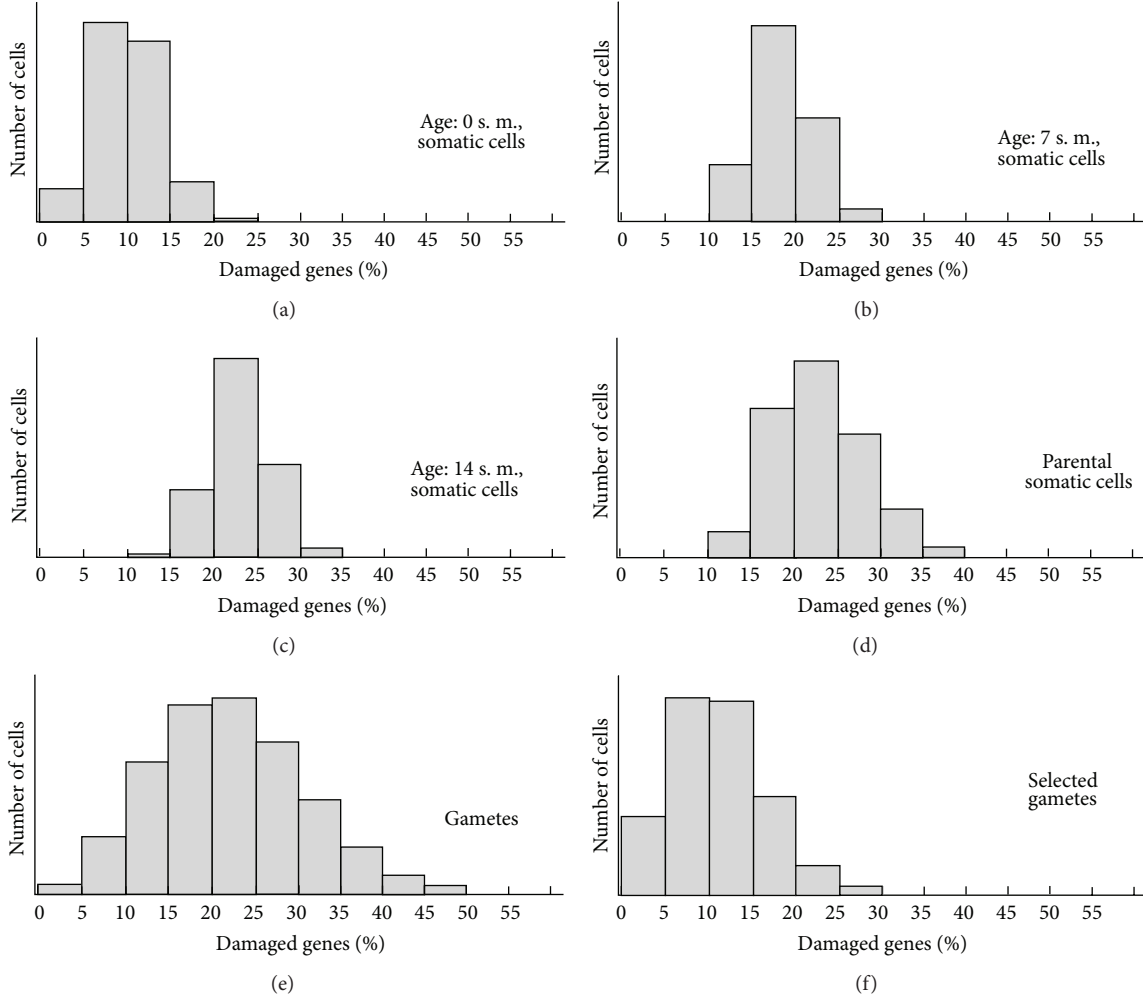 Number of cells
Age: 0 s. m.,
somatic cells
0 5 10 15 20 25 30 35 40 45 50 55
Damaged genes (%)
(a)
Number of cells
Age: 7 s. m.,
somatic cells
0 5 10 15 20 25 30 35 40 45 50 55
Damaged genes (%)
(b)
Number of cells
Age: 14 s. m.,
somatic cells
0 5 10 15 20 25 30 35 40 45 50 55
Damaged genes (%)
(c)
Number of cells
Parental
somatic cells
0 5 10 15 20 25 30 35 40 45 50 55
Damaged genes (%)
(d)
Number of cells
Gametes
0 5 10 15 20 25 30 35 40 45 50 55
Damaged genes (%)
(e)
Number of cells
Selected
gametes
0 5 10 15 20 25 30 35 40 45 50 55
Damaged genes (%)
(f)